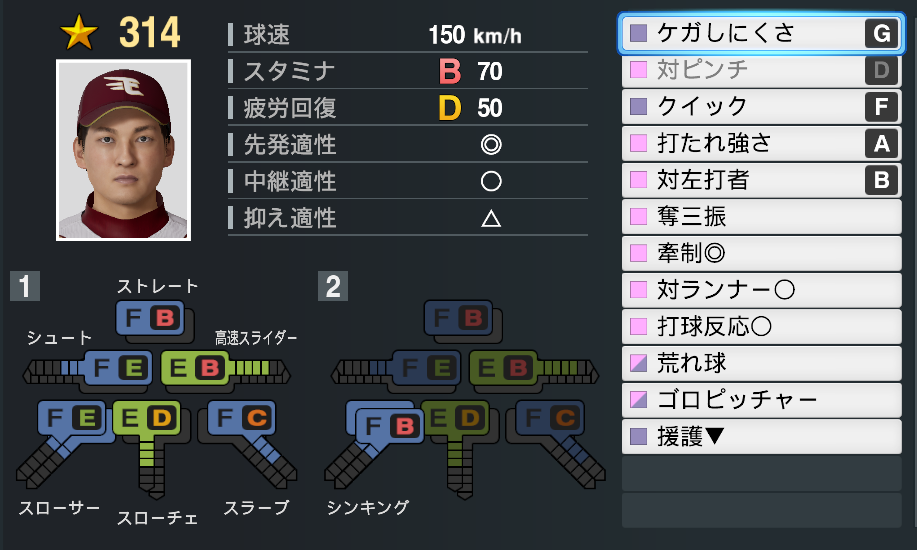 314
球速 150 km/h
スタミナ B 70
疲労回復 D 50
先発適性 ◎
中継適性 ○
抑え適性 △
ケガしにくさ G
対ピンチ D
クイック F
打たれ強さ A
対左打者 B
奪三振
牽制◎
対ランナー○
打球反応○
荒れ球
ゴロピッチャー
援護▼
1
ストレート
F B
シュート
F E
高速スライダー
E B
F E
E D
F C
スローサー
スローチェ
スラーブ
2
F B
F E
E B
F B
E D
F C
シンキング